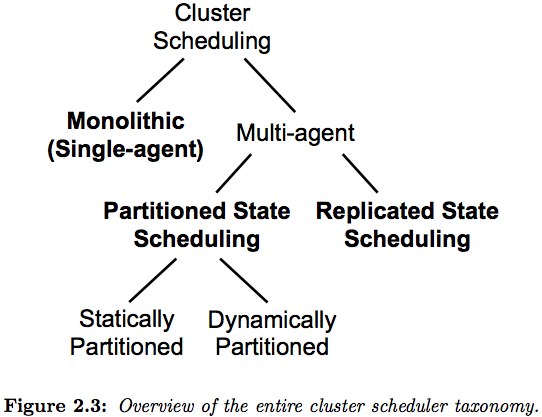 Cluster
Scheduling
Monolithic
(Single-agent)
Multi-agent
Partitioned State
Scheduling
Replicated State
Scheduling
Statically
Partitioned
Dynamically
Partitioned
Figure 2.3: Overview of the entire cluster scheduler taxonomy.